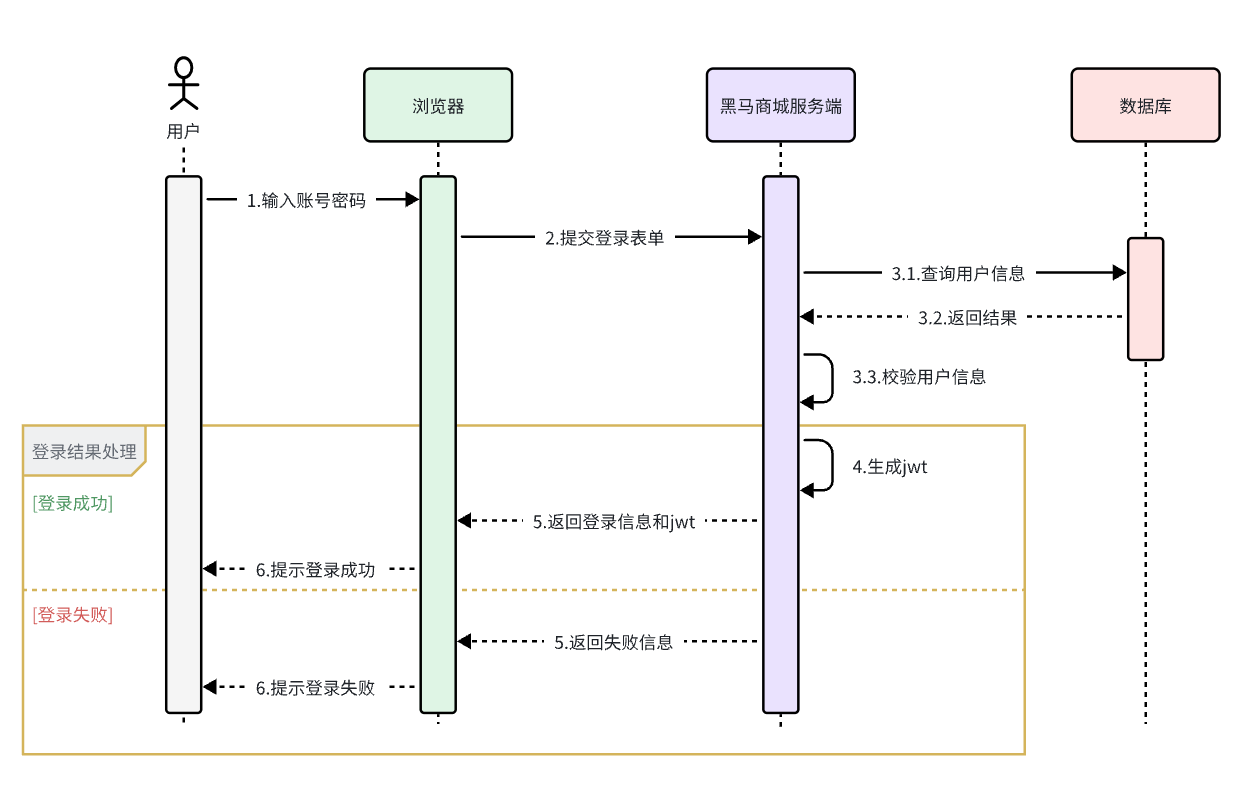 用户
浏览器
黑马商城服务端
数据库
1.输入账号密码
2.提交登录表单
3.1.查询用户信息
3.2.返回结果
3.3.校验用户信息
登录结果处理
4.生成jwt
[登录成功]
5.返回登录信息和jwt
6.提示登录成功
[登录失败]
5.返回失败信息
6.提示登录失败